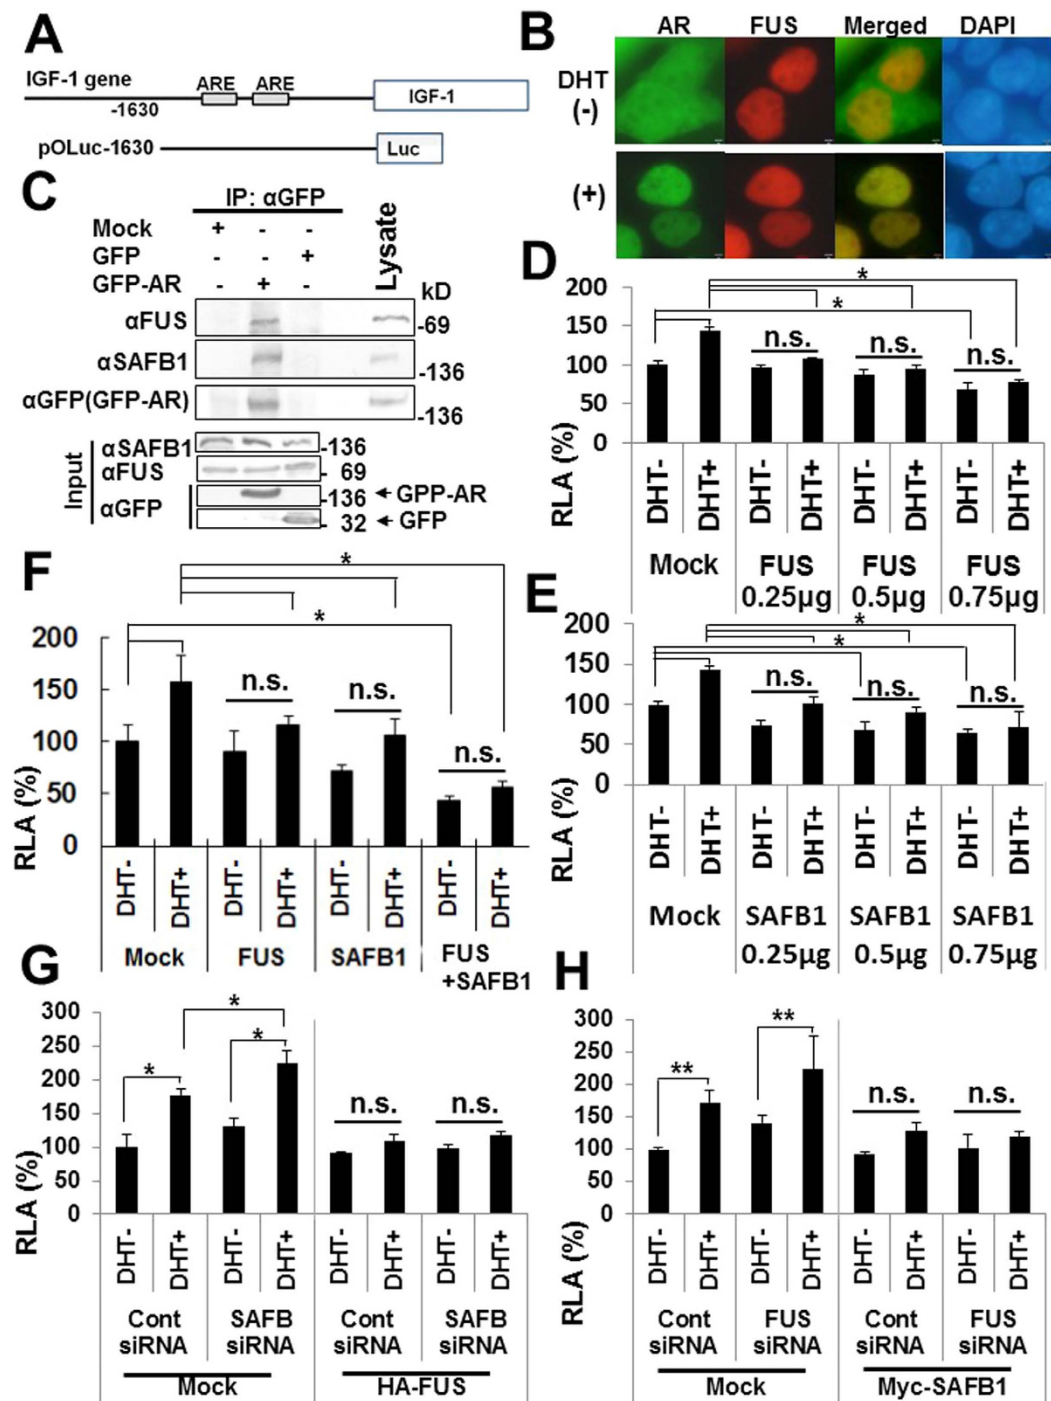 A
IGF-1 gene
ARE ARE
-1630
IGF-1
pOLuc-1630
Luc
B
AR FUS Merged DAPI
DHT
(-)
(+)
C
IP: αGFP
Mock + - -
GFP - - +
GFP-AR - + -
Lysate
kD
αFUS
-69
αSAFB1
-136
αGFP(GFP-AR)
-136
Input
αSAFB1 -136
αFUS - 69
αGFP
-136 GPP-AR
- 32 GFP
D
*
*
n.s. n.s. n.s.
200
150
100
50
0
RLA (%)
DHT- DHT+ DHT- DHT+ DHT- DHT+ DHT- DHT+
Mock FUS FUS FUS
0.25µg 0.5µg 0.75µg
E
*
*
n.s. n.s. n.s.
200
150
100
50
0
RLA (%)
DHT- DHT+ DHT- DHT+ DHT- DHT+ DHT- DHT+
Mock SAFB1 SAFB1 SAFB1
0.25µg 0.5µg 0.75µg
F
*
*
n.s. n.s. n.s.
200
150
100
50
0
RLA (%)
DHT- DHT+ DHT- DHT+ DHT- DHT+ DHT- DHT+
Mock FUS SAFB1 FUS
+SAFB1
G
* * *
n.s. n.s.
300
250
200
150
100
50
0
RLA (%)
DHT- DHT+ DHT- DHT+ DHT- DHT+ DHT- DHT+
Cont SAFB Cont SAFB
siRNA siRNA siRNA siRNA
Mock HA-FUS
H
** **
n.s. n.s.
300
250
200
150
100
50
0
RLA (%)
DHT- DHT+ DHT- DHT+ DHT- DHT+ DHT- DHT+
Cont FUS Cont FUS
siRNA siRNA siRNA siRNA
Mock Myc-SAFB1